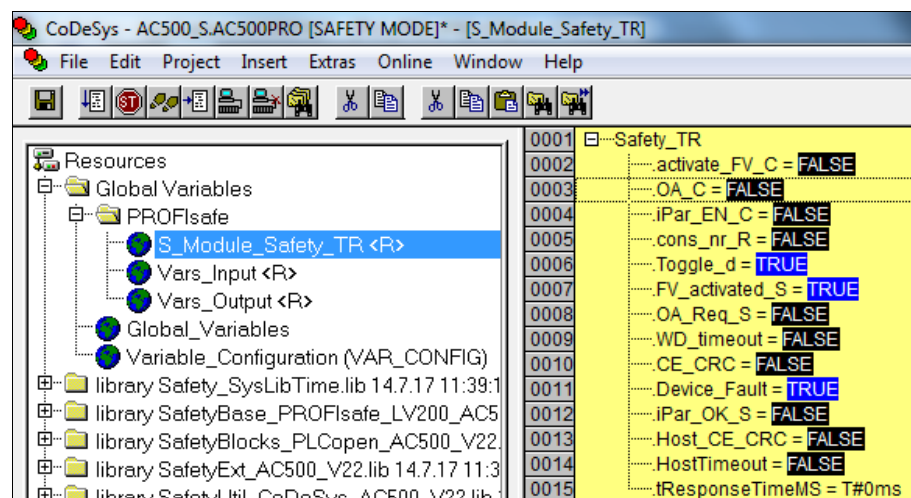 CoDeSys - AC500_S.AC500PRO [SAFETY MODE]* - [S_Module_Safety_TR]
File Edit Project Insert Extras Online Window Help
Resources
Global Variables
PROFIsafe
S_Module_Safety_TR <R>
Vars_Input <R>
Vars_Output <R>
Global_Variables
Variable_Configuration (VAR_CONFIG)
library Safety_SysLibTime.lib 14.7.17 11:39:1
library SafetyBase_PROFIsafe_LV200_AC5
library SafetyBlocks_PLCopen_AC500_V22.
library SafetyExt_AC500_V22.lib 14.7.17 11:3
library SafetyUtil_CoDeSys_AC500_V22.lib
0001 Safety_TR
0002 .activate_FV_C = FALSE
0003 .OA_C = FALSE
0004 .iPar_EN_C = FALSE
0005 .cons_nr_R = FALSE
0006 .Toggle_d = TRUE
0007 .FV_activated_S = TRUE
0008 .OA_Req_S = FALSE
0009 .WD_timeout = FALSE
0010 .CE_CRC = FALSE
0011 .Device_Fault = TRUE
0012 .iPar_OK_S = FALSE
0013 .Host_CE_CRC = FALSE
0014 .HostTimeout = FALSE
0015 .tResponseTimeMS = T#0ms